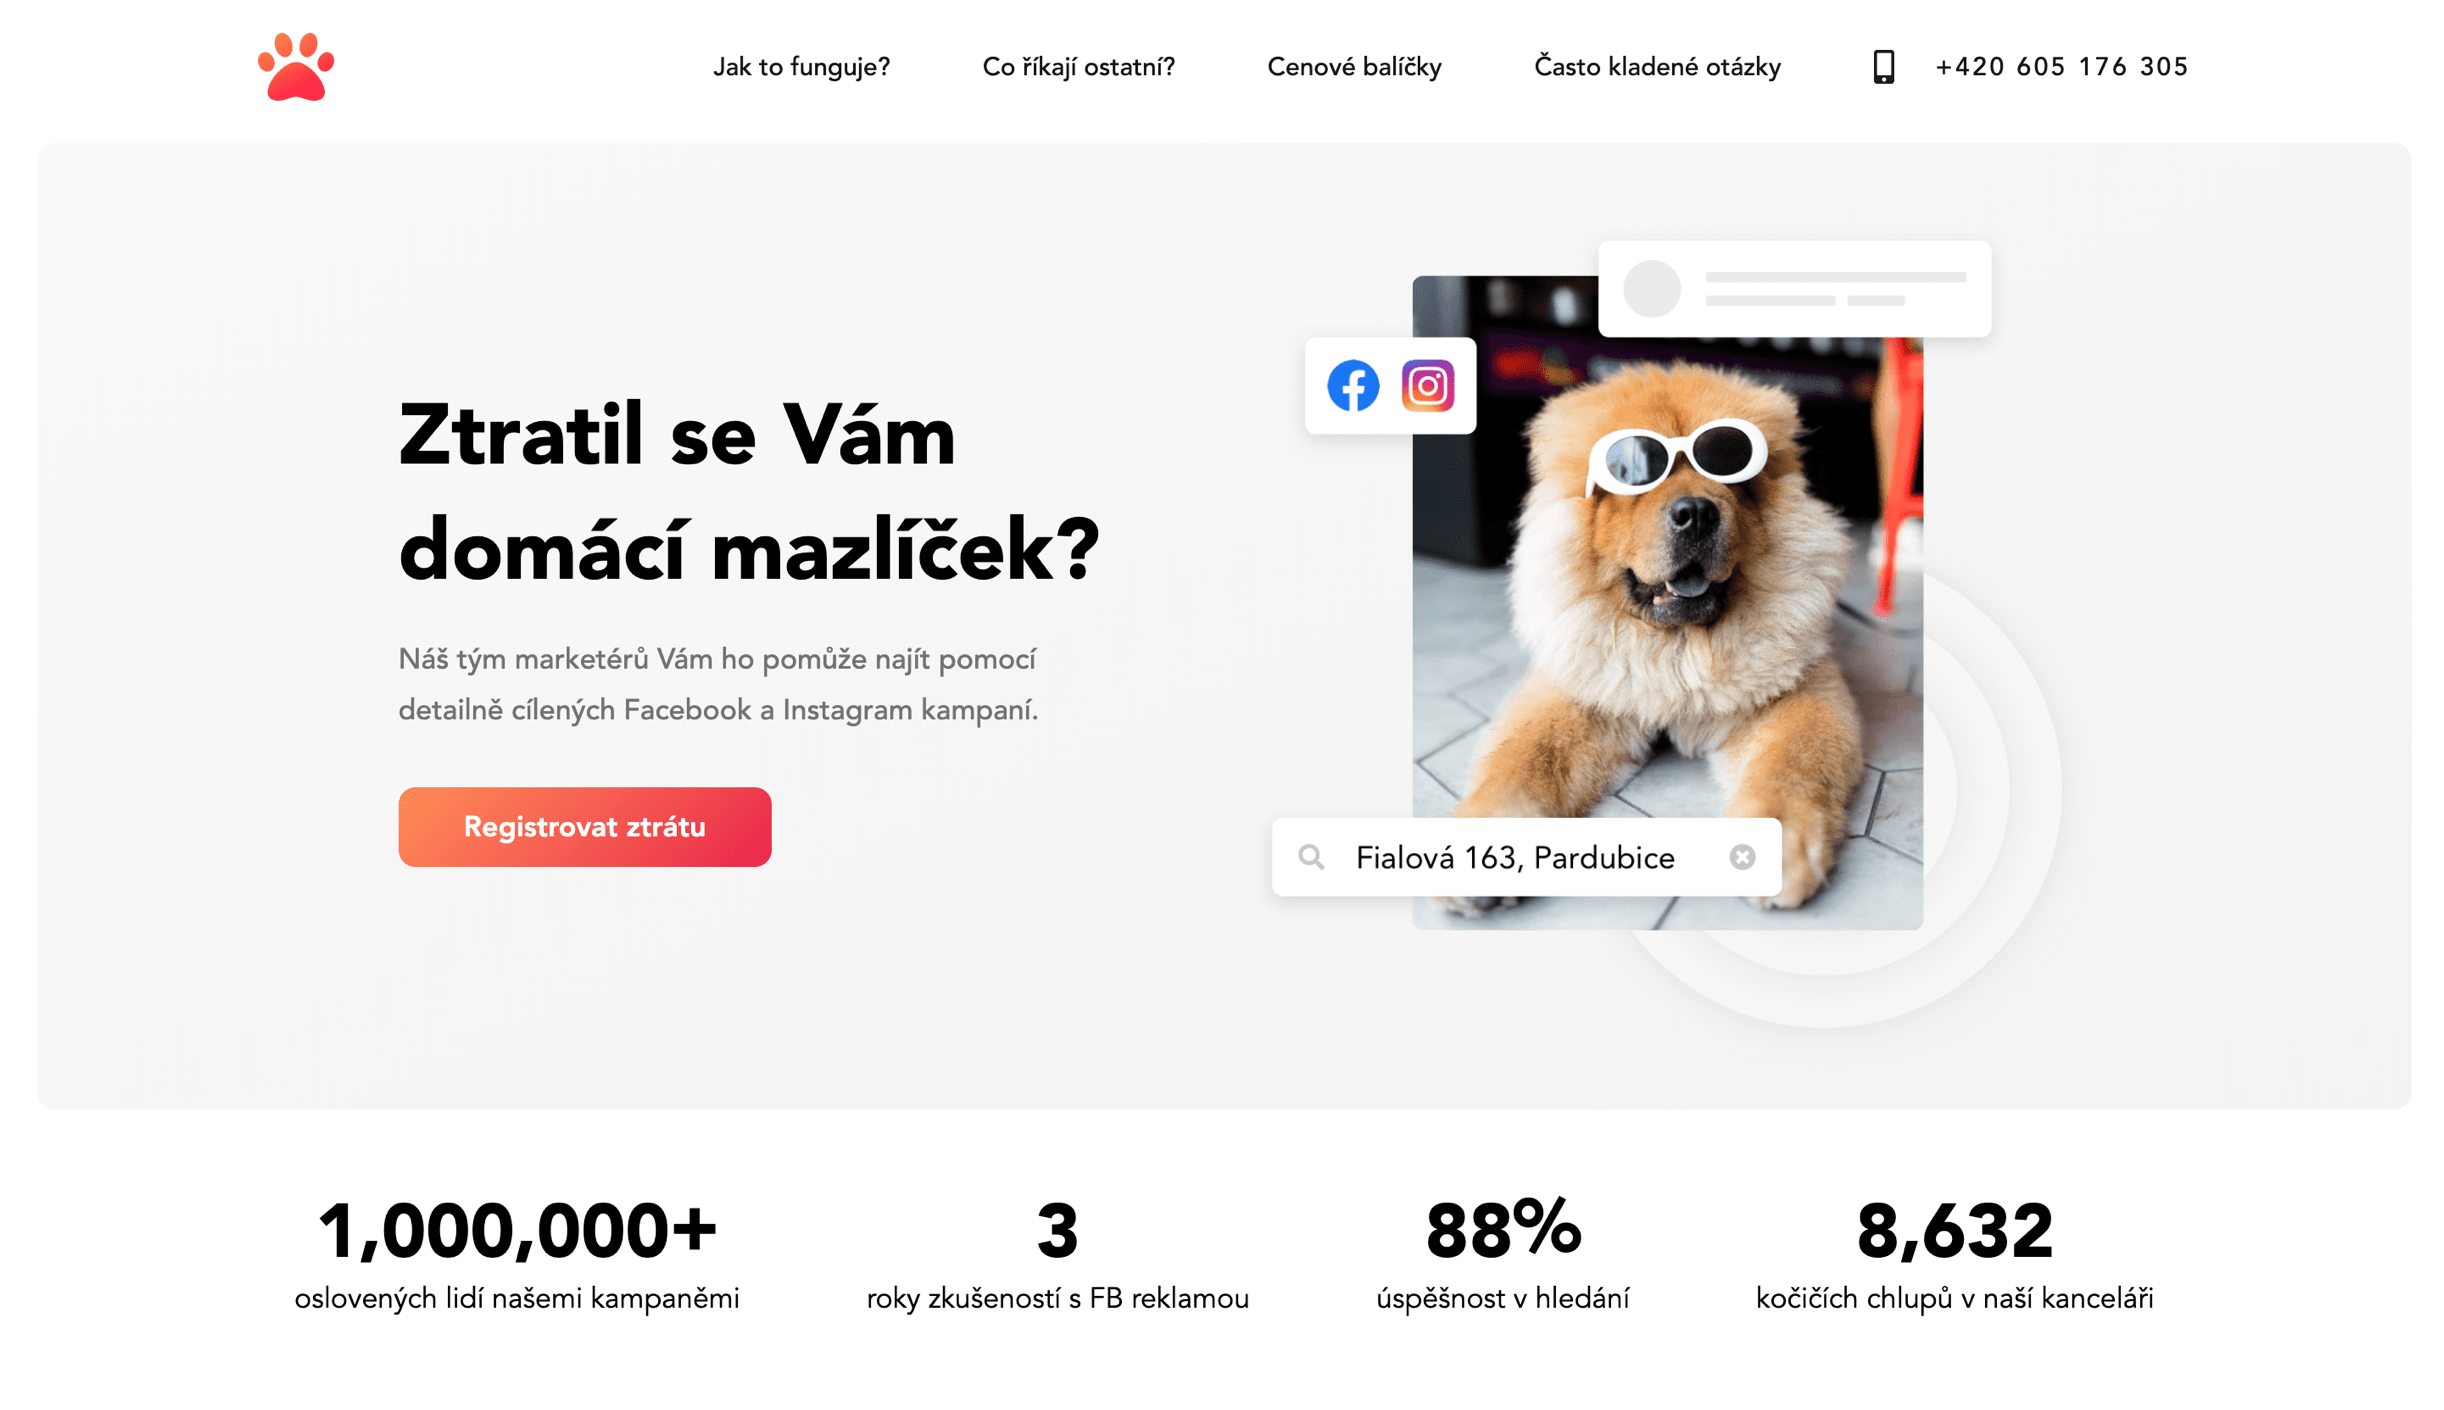 Jak to funguje?
Co říkají ostatní?
Cenové balíčky
Často kladené otázky
+420 605 176 305
Ztratil se Vám
domácí mazlíček?
Náš tým marketérů Vám ho pomůže najít pomocí
detailně cílených Facebook a Instagram kampaní.
Registrovat ztrátu
Fialová 163, Pardubice
1,000,000+
oslovených lidí našemi kampaněmi
3
roky zkušeností s FB reklamou
88%
úspěšnost v hledání
8,632
kočičích chlupů v naší kanceláři